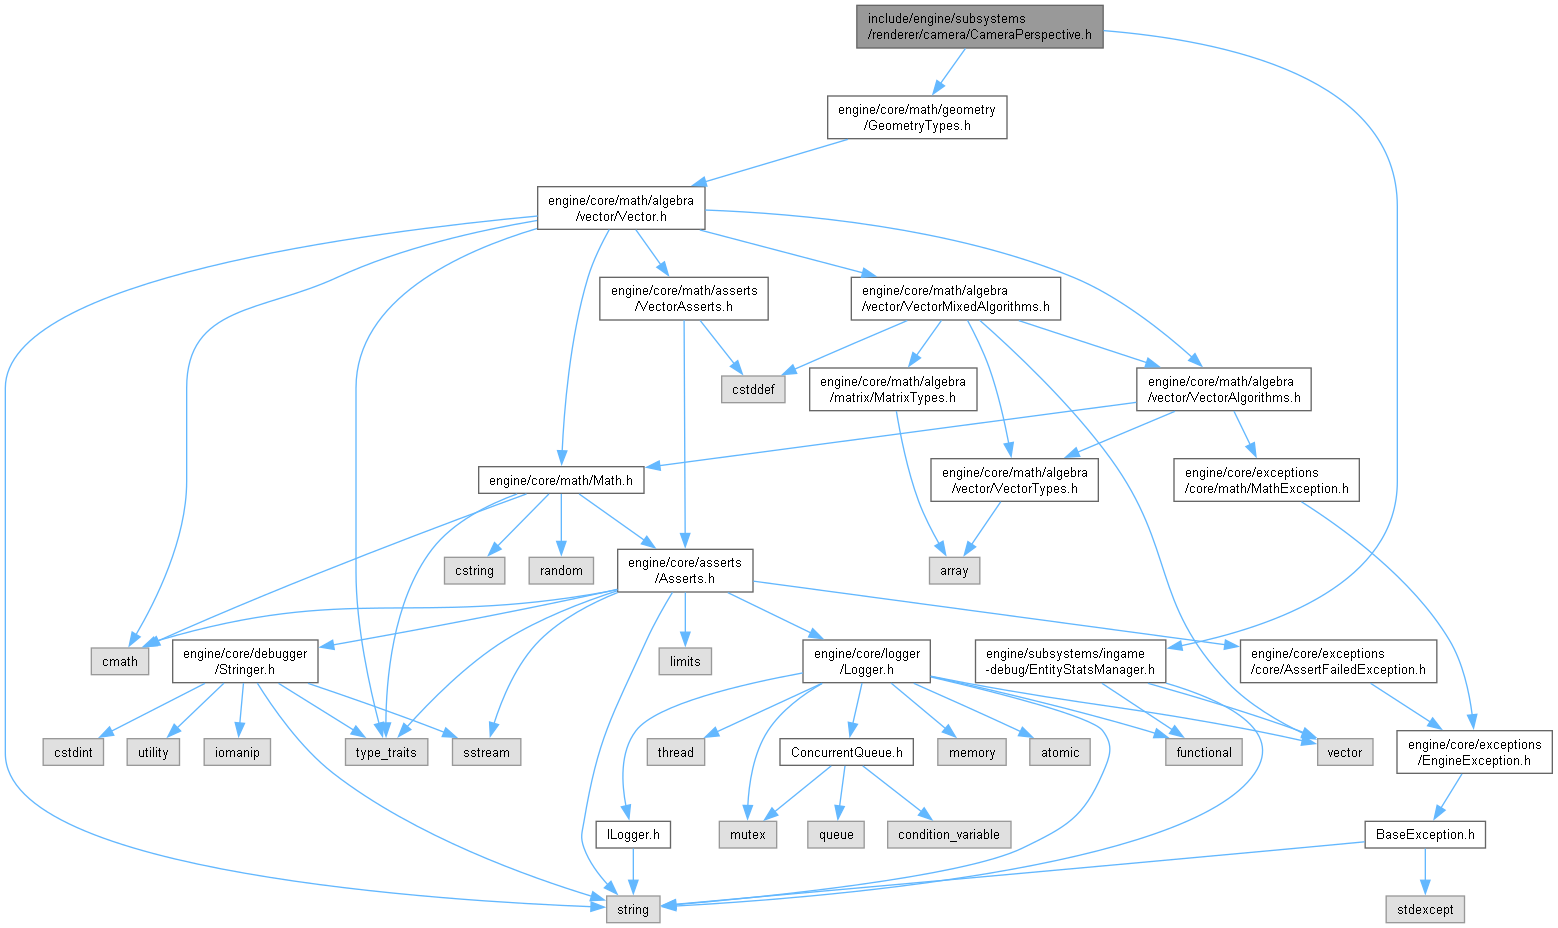 include/engine/subsystems
/renderer/camera/CameraPerspective.h
engine/core/math/geometry
/GeometryTypes.h
engine/core/math/algebra
/vector/Vector.h
engine/core/math/asserts
/VectorAsserts.h
engine/core/math/algebra
/vector/VectorMixedAlgorithms.h
cstddef
engine/core/math/algebra
/matrix/MatrixTypes.h
engine/core/math/algebra
/vector/VectorAlgorithms.h
engine/core/math/Math.h
engine/core/math/algebra
/vector/VectorTypes.h
engine/core/exceptions
/core/math/MathException.h
cstring
random
engine/core/asserts
/Asserts.h
array
cmath
engine/core/debugger
/Stringer.h
limits
engine/core/logger
/Logger.h
engine/subsystems/ingame
-debug/EntityStatsManager.h
engine/core/exceptions
/core/AssertFailedException.h
cstdint
utility
iomanip
type_traits
sstream
thread
ConcurrentQueue.h
memory
atomic
functional
vector
engine/core/exceptions
/EngineException.h
ILogger.h
mutex
queue
condition_variable
BaseException.h
string
stdexcept